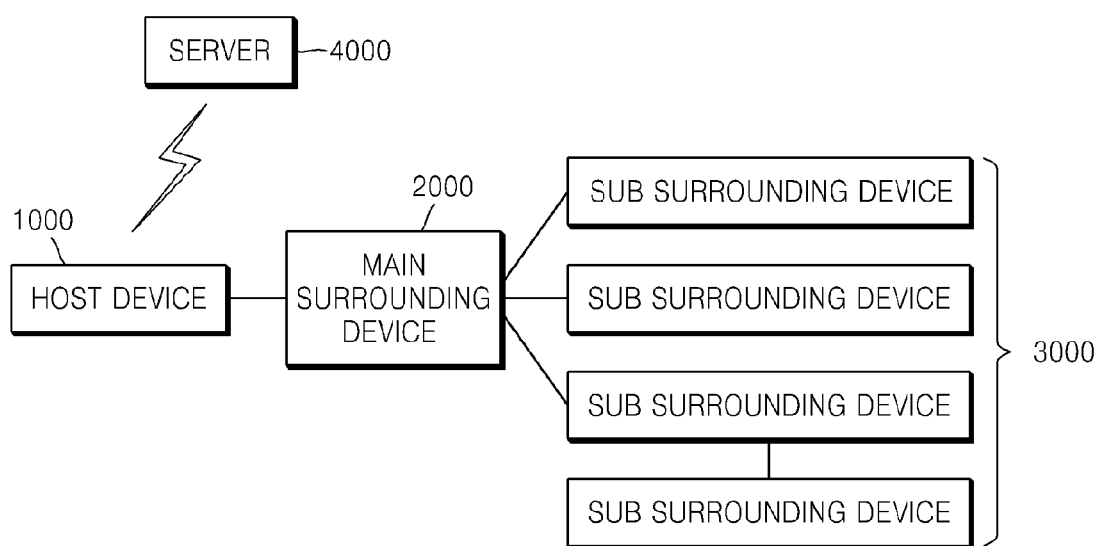 SERVER
4000
2000
1000
SUB SURROUNDING DEVICE
MAIN
SURROUNDING
DEVICE
HOST DEVICE
SUB SURROUNDING DEVICE
3000
SUB SURROUNDING DEVICE
SUB SURROUNDING DEVICE